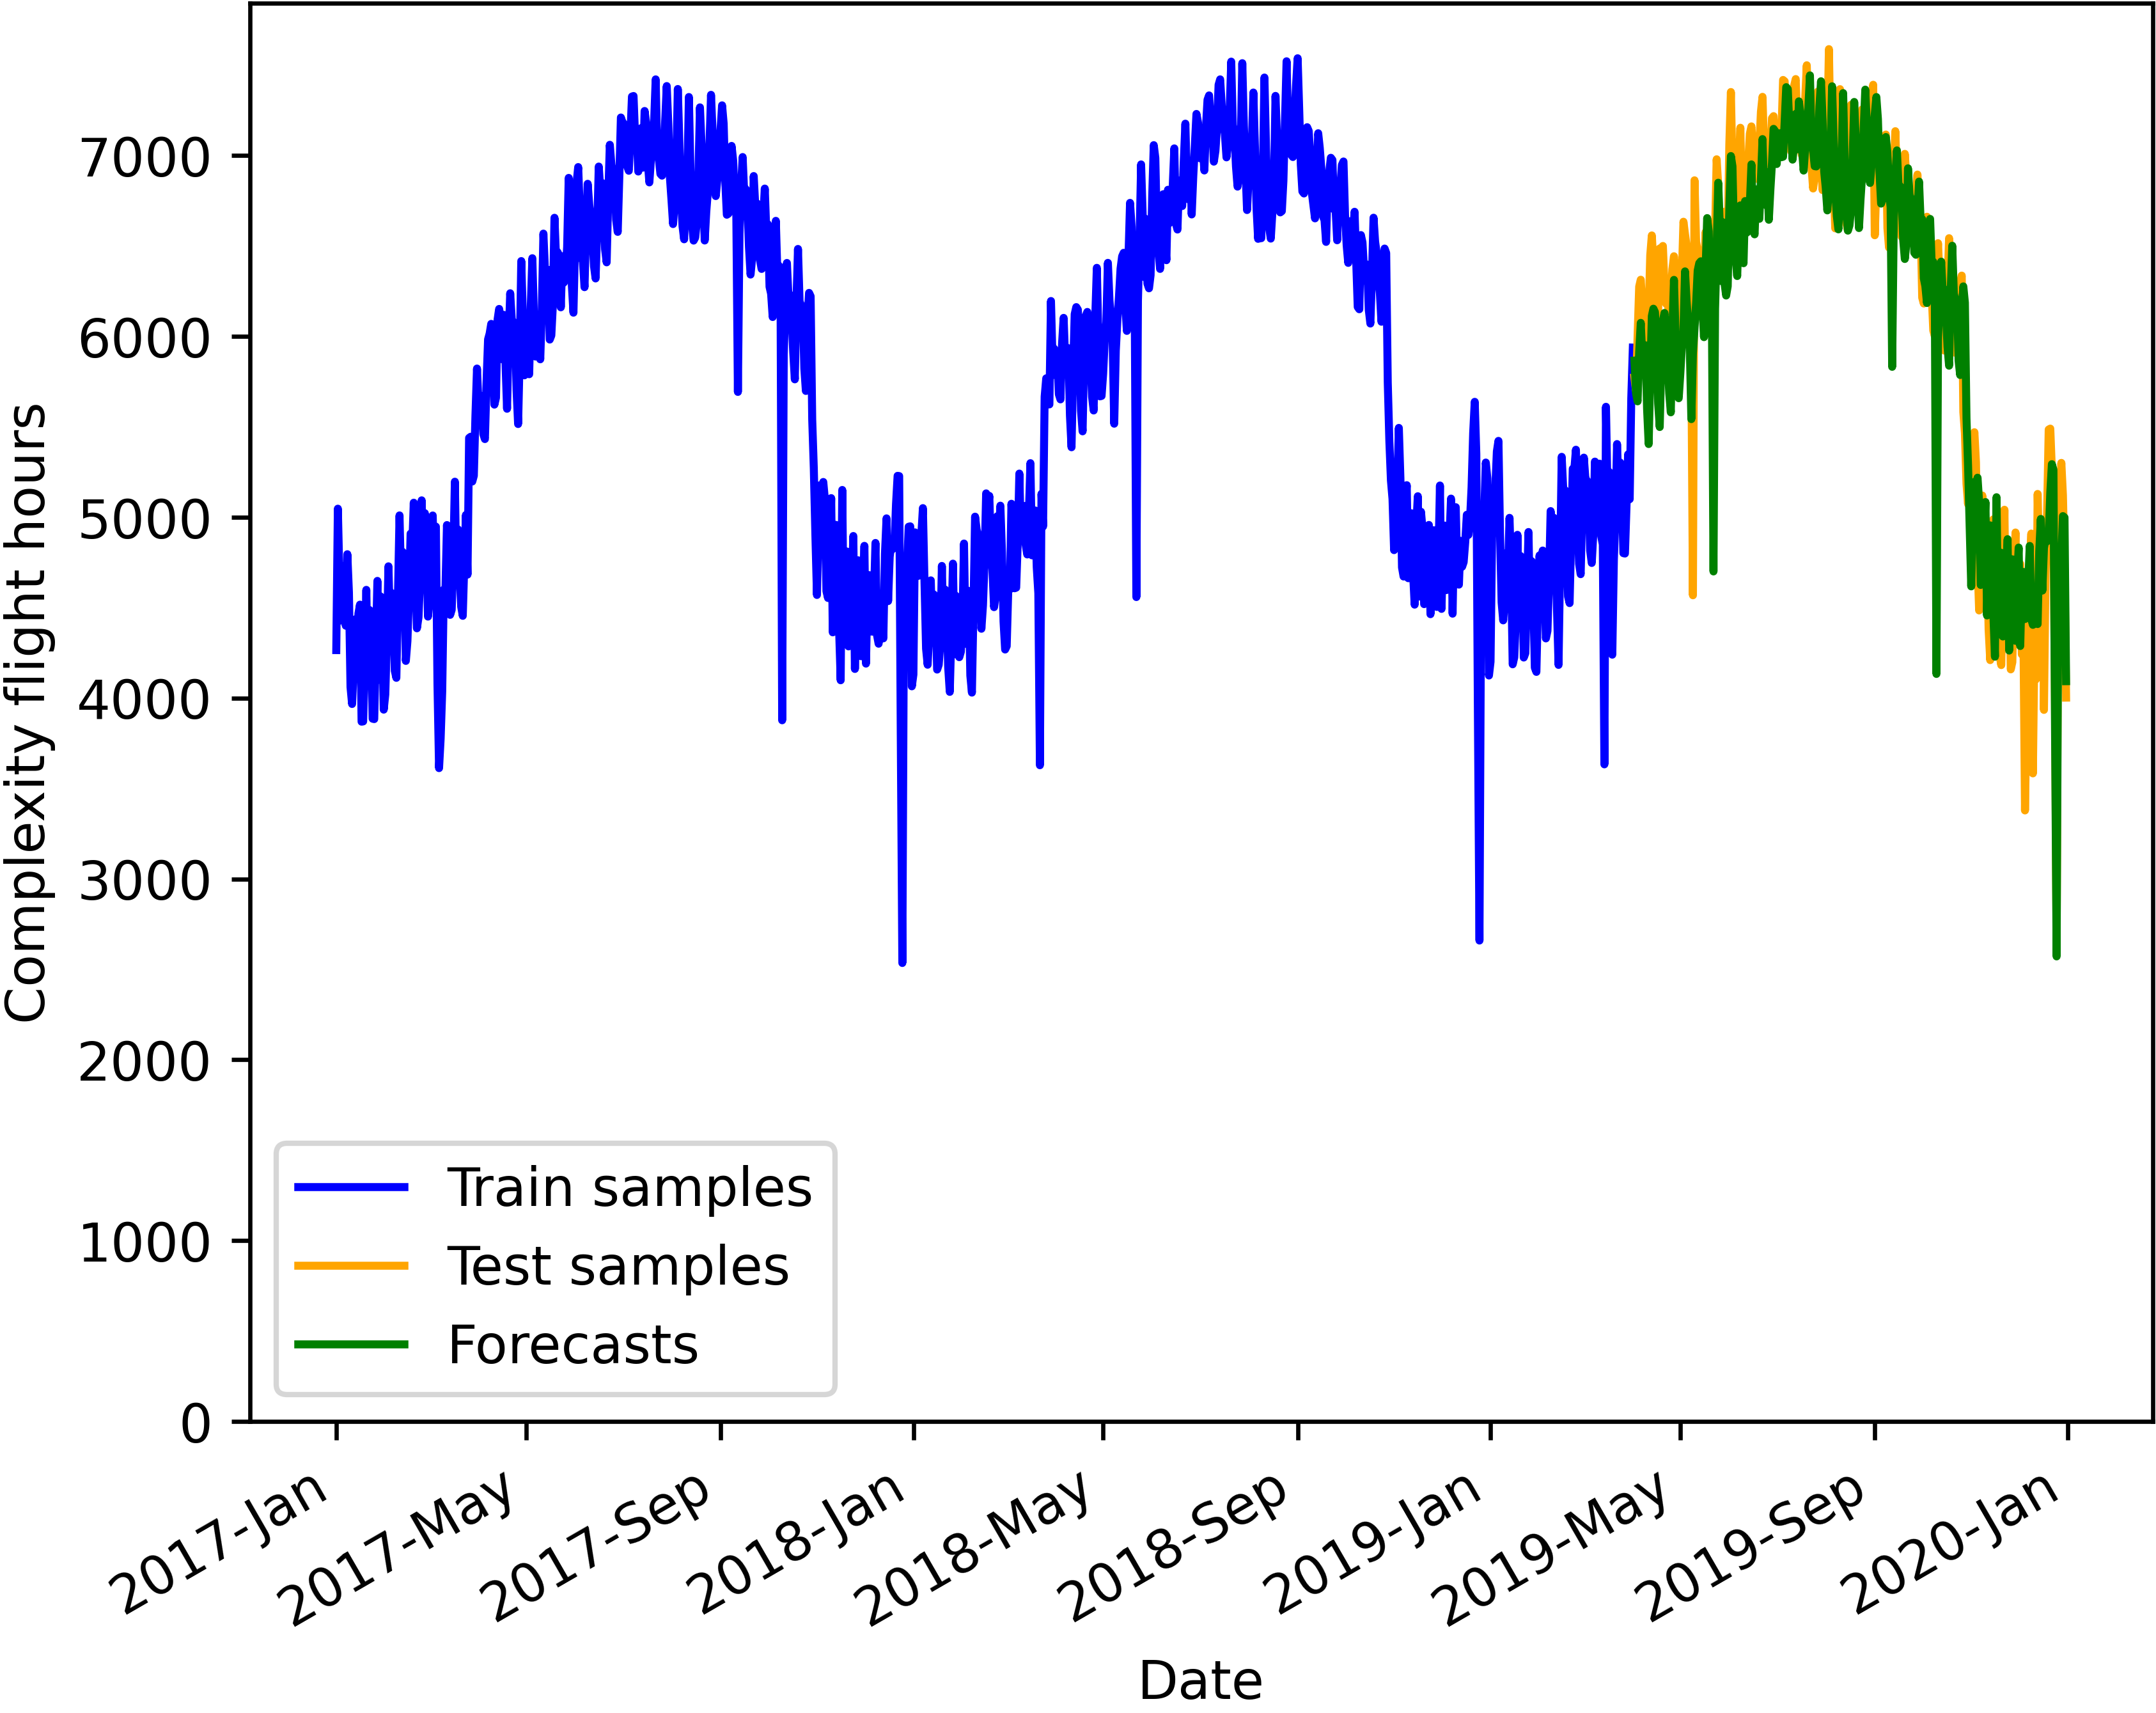 Complexity flight hours
7000
6000
5000
4000
3000
2000
1000
0
Train samples
Test samples
Forecasts
2017-Jan
2017-May
2017-Sep
2018-Jan
2018-May
2018-Sep
2019-Jan
2019-May
2019-Sep
2020-Jan
Date